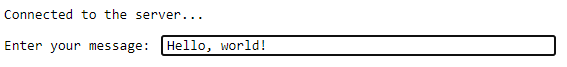 Connected to the server...
Enter your message: Hello, world!